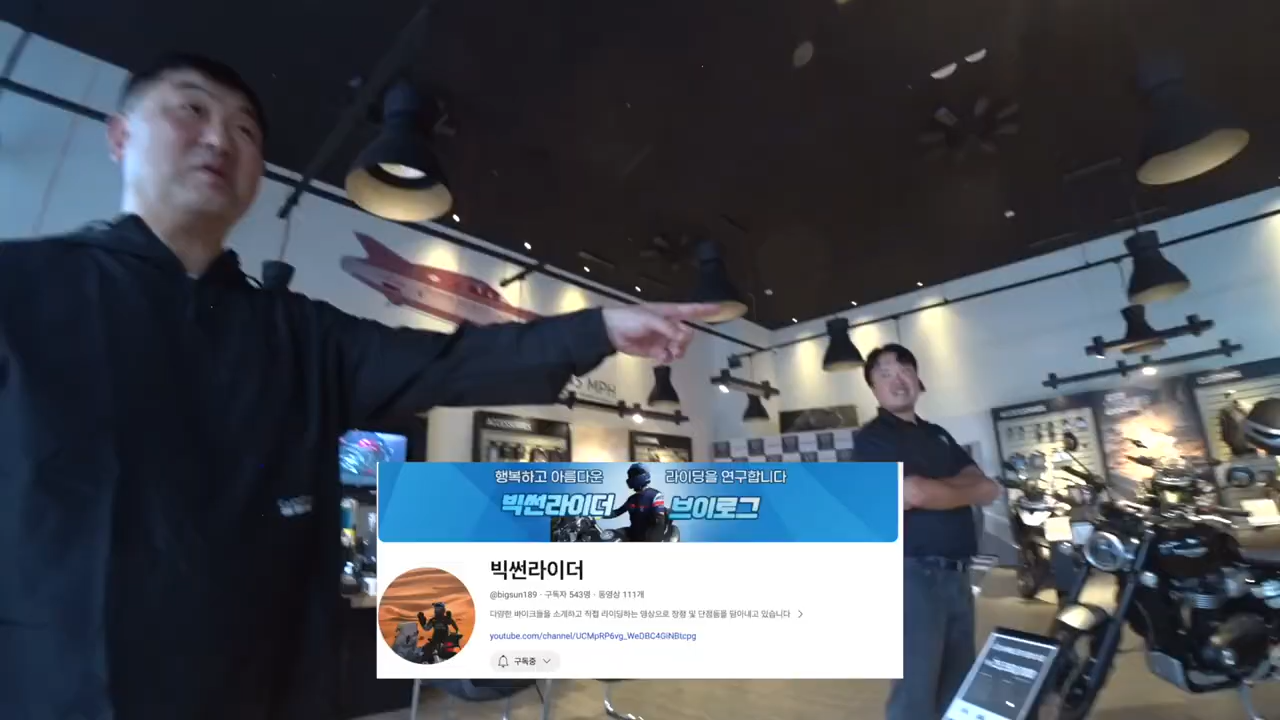 MPH
ACCESSORIES
행복하고 아름다운 라이딩을 연구합니다
빅썬라이더 브이로그
빅썬라이더
@bigsun189 · 구독자 543명 · 동영상 111개
다양한 바이크들을 소개하고 직접 라이딩하는 영상으로 장점 및 단점들을 담아내고 있습니다
youtube.com/channel/UCMpRP6vg_WeDBC4GiNBtcpg
구독중